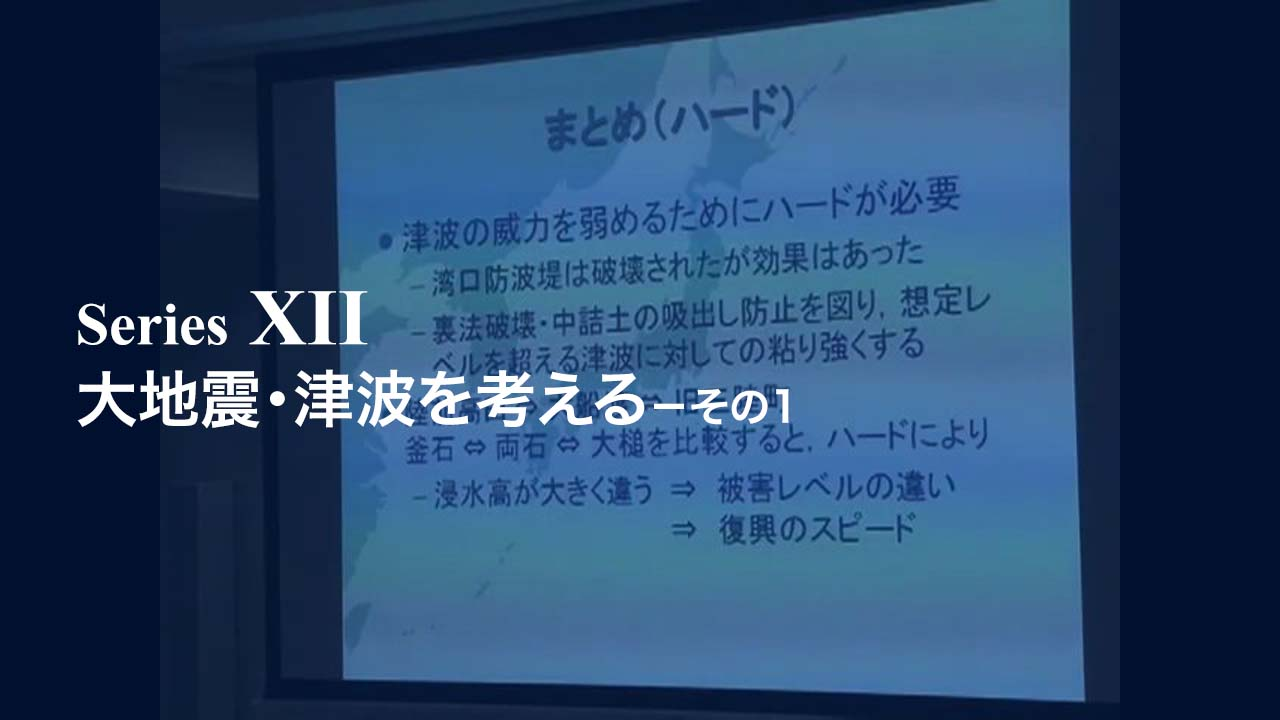 まとめ（ハード）
● 津波の威力を弱めるためにハードが必要
– 湾口防波堤は破壊されたが効果はあった
– 裏法破壊・中詰土の吸出し防止を図り，想定レ
ベルを超える津波に対しての粘り強くする
釜石 ⇔ 両石 ⇔ 大槌を比較すると，ハードにより
– 浸水高が大きく違う ⇒ 被害レベルの違い
⇒ 復興のスピード
Series XII
大地震・津波を考える–その1